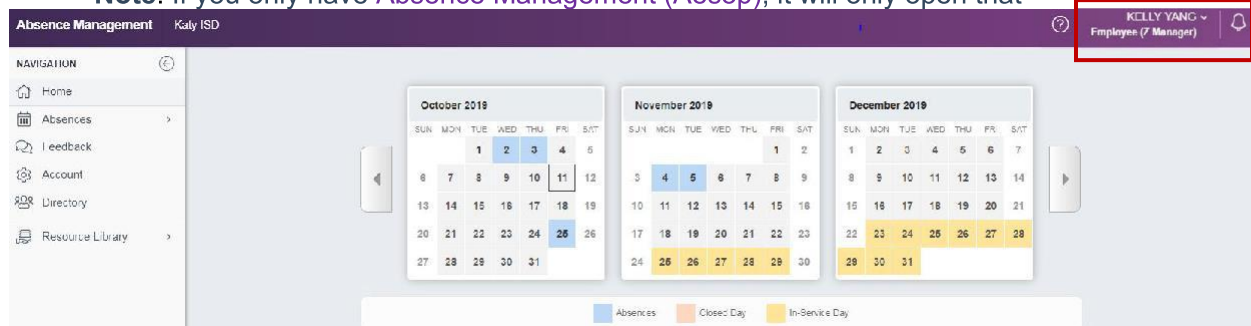 Note: If you only have Absence Management (Aesop), it will only open that
Absence Management Katy ISD
KELLY YANG
Employee (7 Manager)
NAVIGATION
Home
Absences
Feedback
Account
Directory
Resource Library
October 2019
SUN MON TUE WED THU FRI SAT
1 2 3 4 5
6 7 8 9 10 11 12
13 14 15 16 17 18 19
20 21 22 23 24 25 26
27 28 29 30 31
November 2019
SUN MON TUE WED THU FRI SAT
1 2
3 4 5 6 7 8 9
10 11 12 13 14 15 16
17 18 19 20 21 22 23
24 25 26 27 28 29 30
December 2019
SUN MON TUE WED THU FRI SAT
1 2 3 4 5 6 7
8 9 10 11 12 13 14
15 16 17 18 19 20 21
22 23 24 25 26 27 28
29 30 31
Absences Closed Day In-Service Day